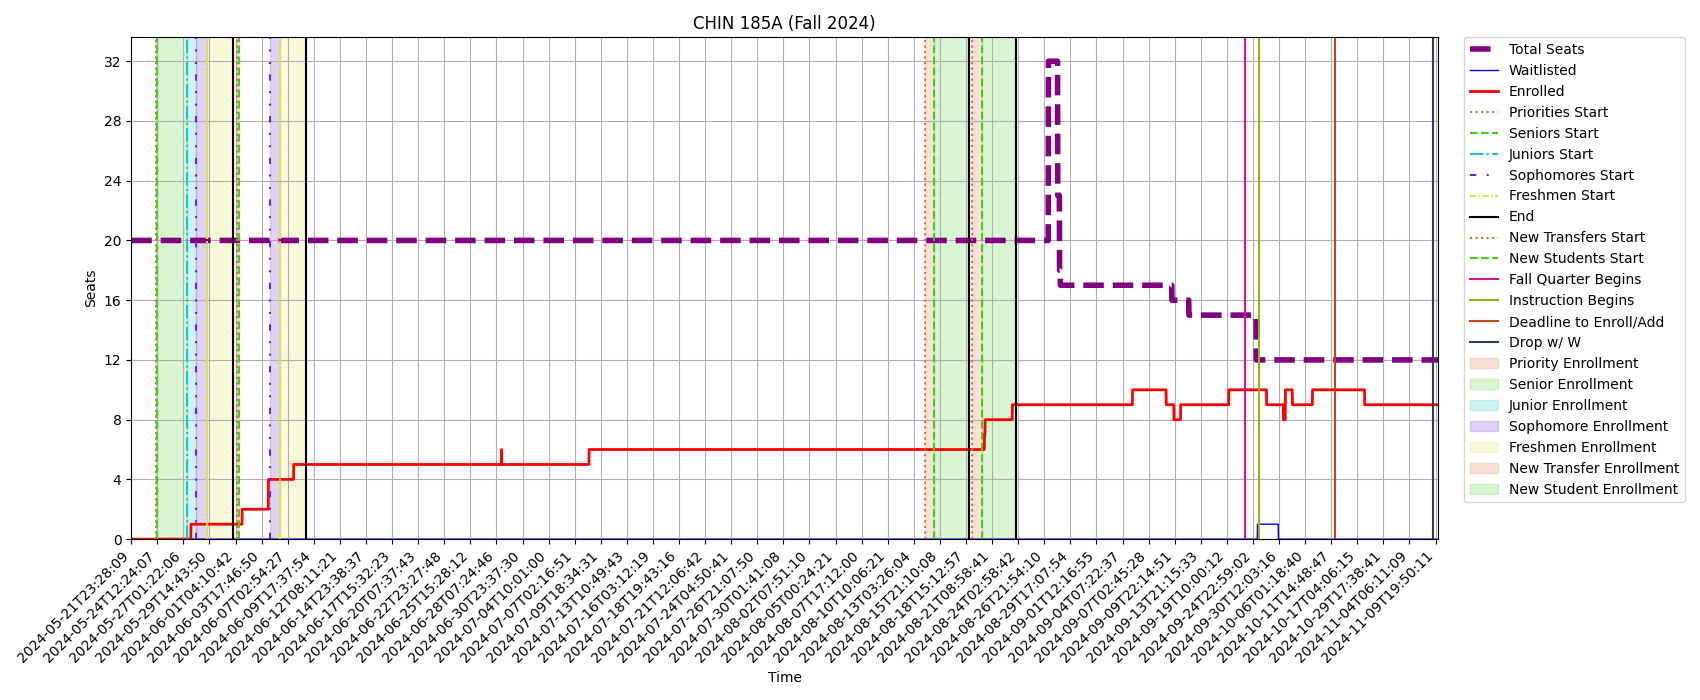 CHIN 185A (Fall 2024)
Seats
32
28
24
20
16
12
8
4
0
2024-05-21T23:28:09
2024-05-24T12:24:07
2024-05-27T01:22:06
2024-05-29T14:43:50
2024-06-01T04:10:42
2024-06-03T17:46:50
2024-06-07T02:54:27
2024-06-09T17:37:54
2024-06-12T08:11:21
2024-06-14T23:38:37
2024-06-17T15:32:23
2024-06-20T07:37:43
2024-06-22T23:27:48
2024-06-25T15:28:12
2024-06-28T07:24:46
2024-06-30T23:37:30
2024-07-04T10:01:00
2024-07-07T02:16:51
2024-07-09T18:34:31
2024-07-13T10:49:43
2024-07-16T03:12:19
2024-07-18T19:43:16
2024-07-21T12:06:42
2024-07-24T04:50:41
2024-07-26T21:07:50
2024-07-30T01:41:08
2024-08-02T07:51:10
2024-08-05T00:24:21
2024-08-07T17:12:00
2024-08-10T10:06:21
2024-08-13T03:26:04
2024-08-15T21:10:08
2024-08-18T15:12:57
2024-08-21T08:58:41
2024-08-24T02:58:42
2024-08-26T21:54:10
2024-08-29T17:07:54
2024-09-01T12:16:55
2024-09-04T07:22:37
2024-09-07T02:45:28
2024-09-09T22:14:51
2024-09-13T21:15:33
2024-09-19T10:00:12
2024-09-24T22:59:02
2024-09-30T12:03:16
2024-10-06T01:18:40
2024-10-11T14:48:47
2024-10-17T04:06:15
2024-10-29T17:38:41
2024-11-04T06:11:09
2024-11-09T19:50:11
Time
Total Seats
Waitlisted
Enrolled
Priorities Start
Seniors Start
Juniors Start
Sophomores Start
Freshmen Start
End
New Transfers Start
New Students Start
Fall Quarter Begins
Instruction Begins
Deadline to Enroll/Add
Drop w/ W
Priority Enrollment
Senior Enrollment
Junior Enrollment
Sophomore Enrollment
Freshmen Enrollment
New Transfer Enrollment
New Student Enrollment